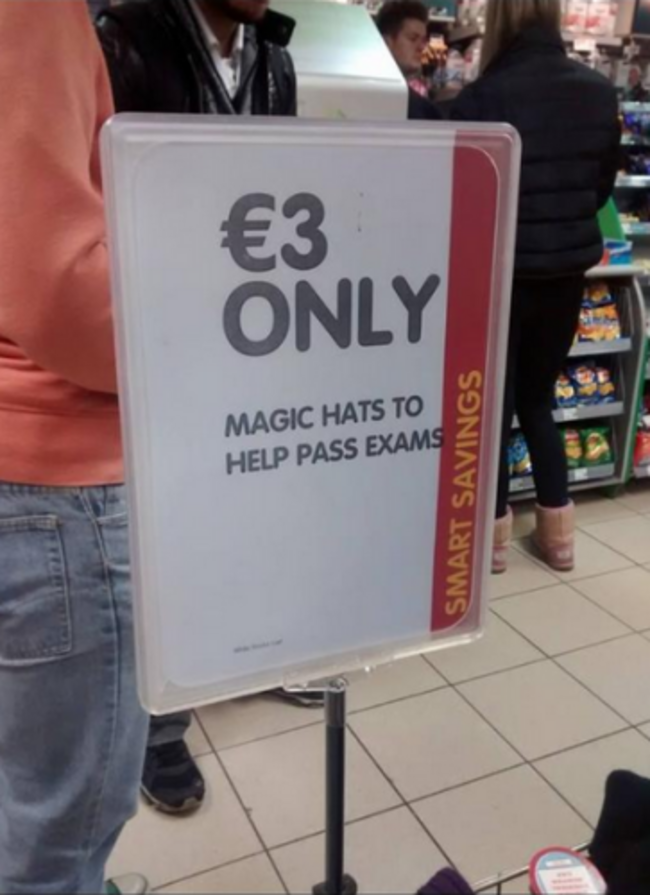 €3
ONLY
MAGIC HATS TO
HELP PASS EXAMS
SMART SAVINGS